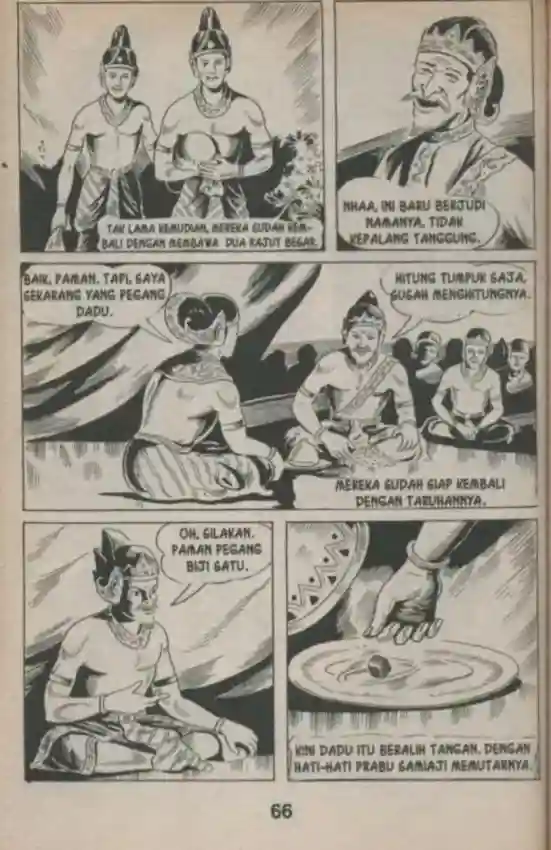 TAK LAMA KEMUDIAN, MEREKA SUDAH KEM-
BALI DENGAN MEMBAWA DUA KAJUT BESAR.
NHAA, INI BARU BERJUDI
NAMANYA. TIDAK
KEPALANG TANGGUNG.
BAIK, PAMAN. TAPI, SAYA
SEKARANG YANG PEGANG
DADU.
HITUNG TUMPUK SAJA,
SUSAH MENGHITUNGNYA.
MEREKA SUDAH SIAP KEMBALI
DENGAN TARUHANNYA.
OH, SILAKAN.
PAMAN PEGANG
BIJI SATU.
KINI DADU ITU BERALIH TANGAN. DENGAN
HATI-HATI PRABU SAMIAJI MEMUTARNYA.
66